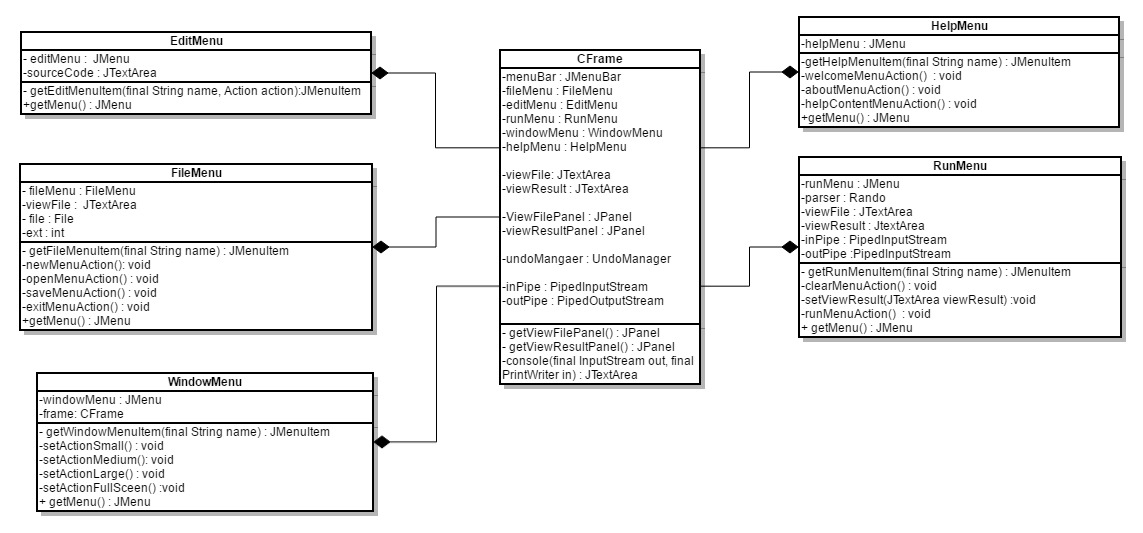 EditMenu
- editMenu : JMenu
-sourceCode : JTextArea
- getEditMenuItem(final String name, Action action):JMenuItem
+getMenu() : JMenu
FileMenu
- fileMenu : FileMenu
-viewFile : JTextArea
- file : File
-ext : int
- getFileMenuItem(final String name) : JMenuItem
-newMenuAction(): void
-openMenuAction() : void
-saveMenuAction() : void
-exitMenuAction() : void
+getMenu() : JMenu
WindowMenu
-windowMenu : JMenu
-frame: CFrame
- getWindowMenuItem(final String name) : JMenuItem
-setActionSmall() : void
-setActionMedium(): void
-setActionLarge() : void
-setActionFullSceen() :void
+ getMenu() : JMenu
CFrame
-menuBar : JMenuBar
-fileMenu : FileMenu
-editMenu : EditMenu
-runMenu : RunMenu
-windowMenu : WindowMenu
-helpMenu : HelpMenu
-viewFile: JTextArea
-viewResult : JTextArea
-ViewFilePanel : JPanel
-viewResultPanel : JPanel
-undoMangaer : UndoManager
-inPipe : PipedInputStream
-outPipe : PipedOutputStream
- getViewFilePanel() : JPanel
- getViewResultPanel() : JPanel
-console(final InputStream out, final
PrintWriter in) : JTextArea
HelpMenu
-helpMenu : JMenu
-getHelpMenuItem(final String name) : JMenuItem
-welcomeMenuAction() : void
-aboutMenuAction() : void
-helpContentMenuAction() : void
+getMenu() : JMenu
RunMenu
-runMenu : JMenu
-parser : Rando
-viewFile : JTextArea
-viewResult : JtextArea
-inPipe : PipedInputStream
-outPipe :PipedInputStream
- getRunMenuItem(final String name) : JMenuItem
-clearMenuAction() : void
-setViewResult(JTextArea viewResult) :void
-runMenuAction() : void
+ getMenu() : JMenu